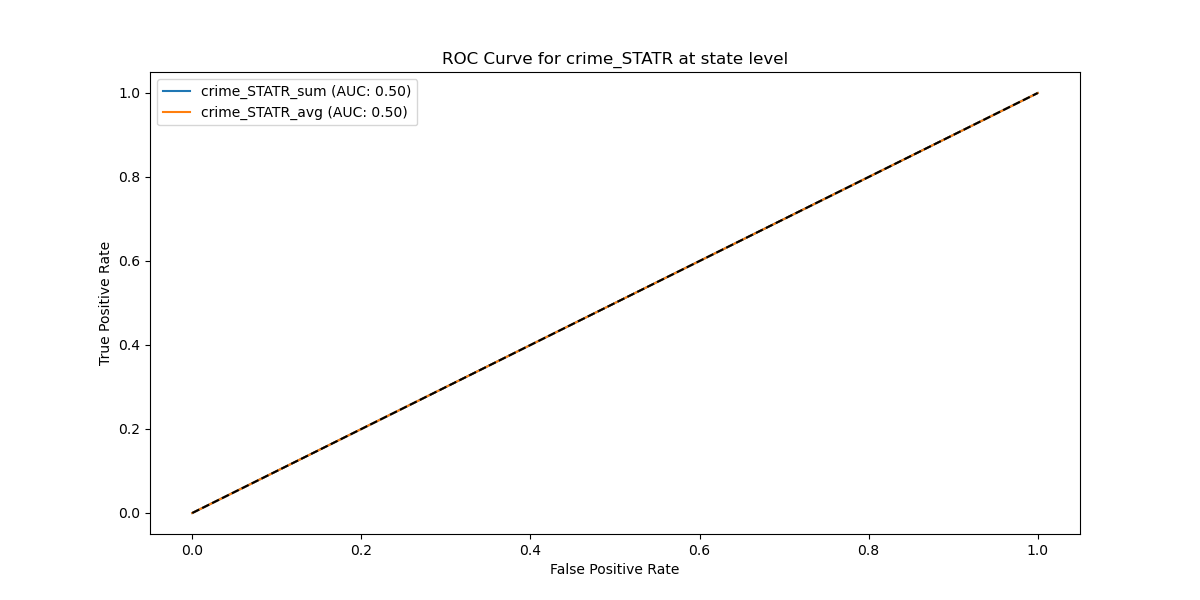 ROC Curve for crime_STATR at state level
crime_STATR_sum (AUC: 0.50)
crime_STATR_avg (AUC: 0.50)
1.0
0.8
0.6
0.4
0.2
0.0
True Positive Rate
0.0 0.2 0.4 0.6 0.8 1.0
False Positive Rate